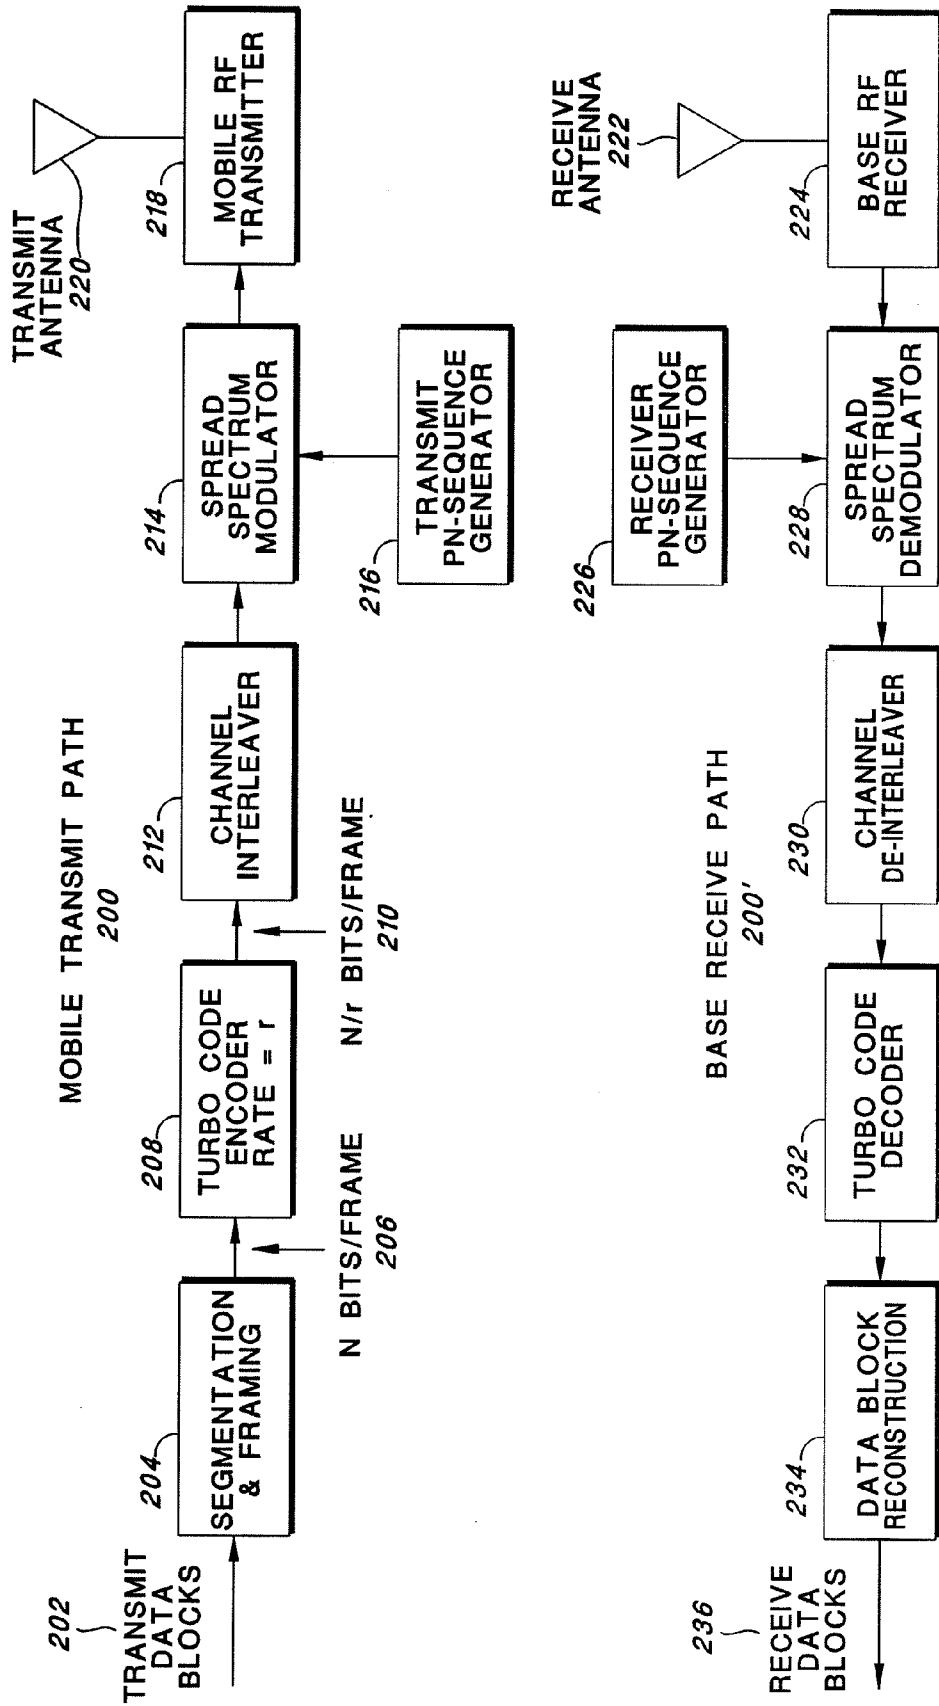 MOBILE TRANSMIT PATH
200
202
TRANSMIT
DATA
BLOCKS
204
SEGMENTATION
& FRAMING
N BITS/FRAME
206
208
TURBO CODE
ENCODER
RATE = r
N/r BITS/FRAME
210
212
CHANNEL
INTERLEAVER
214
SPREAD
SPECTRUM
MODULATOR
216
TRANSMIT
PN-SEQUENCE
GENERATOR
218
MOBILE RF
TRANSMITTER
TRANSMIT
ANTENNA
220
BASE RECEIVE PATH
200'
RECEIVE
ANTENNA
222
224
BASE RF
RECEIVER
226
RECEIVER
PN-SEQUENCE
GENERATOR
228
SPREAD
SPECTRUM
DEMODULATOR
230
CHANNEL
DE-INTERLEAVER
232
TURBO CODE
DECODER
234
DATA BLOCK
RECONSTRUCTION
236
RECEIVE
DATA
BLOCKS